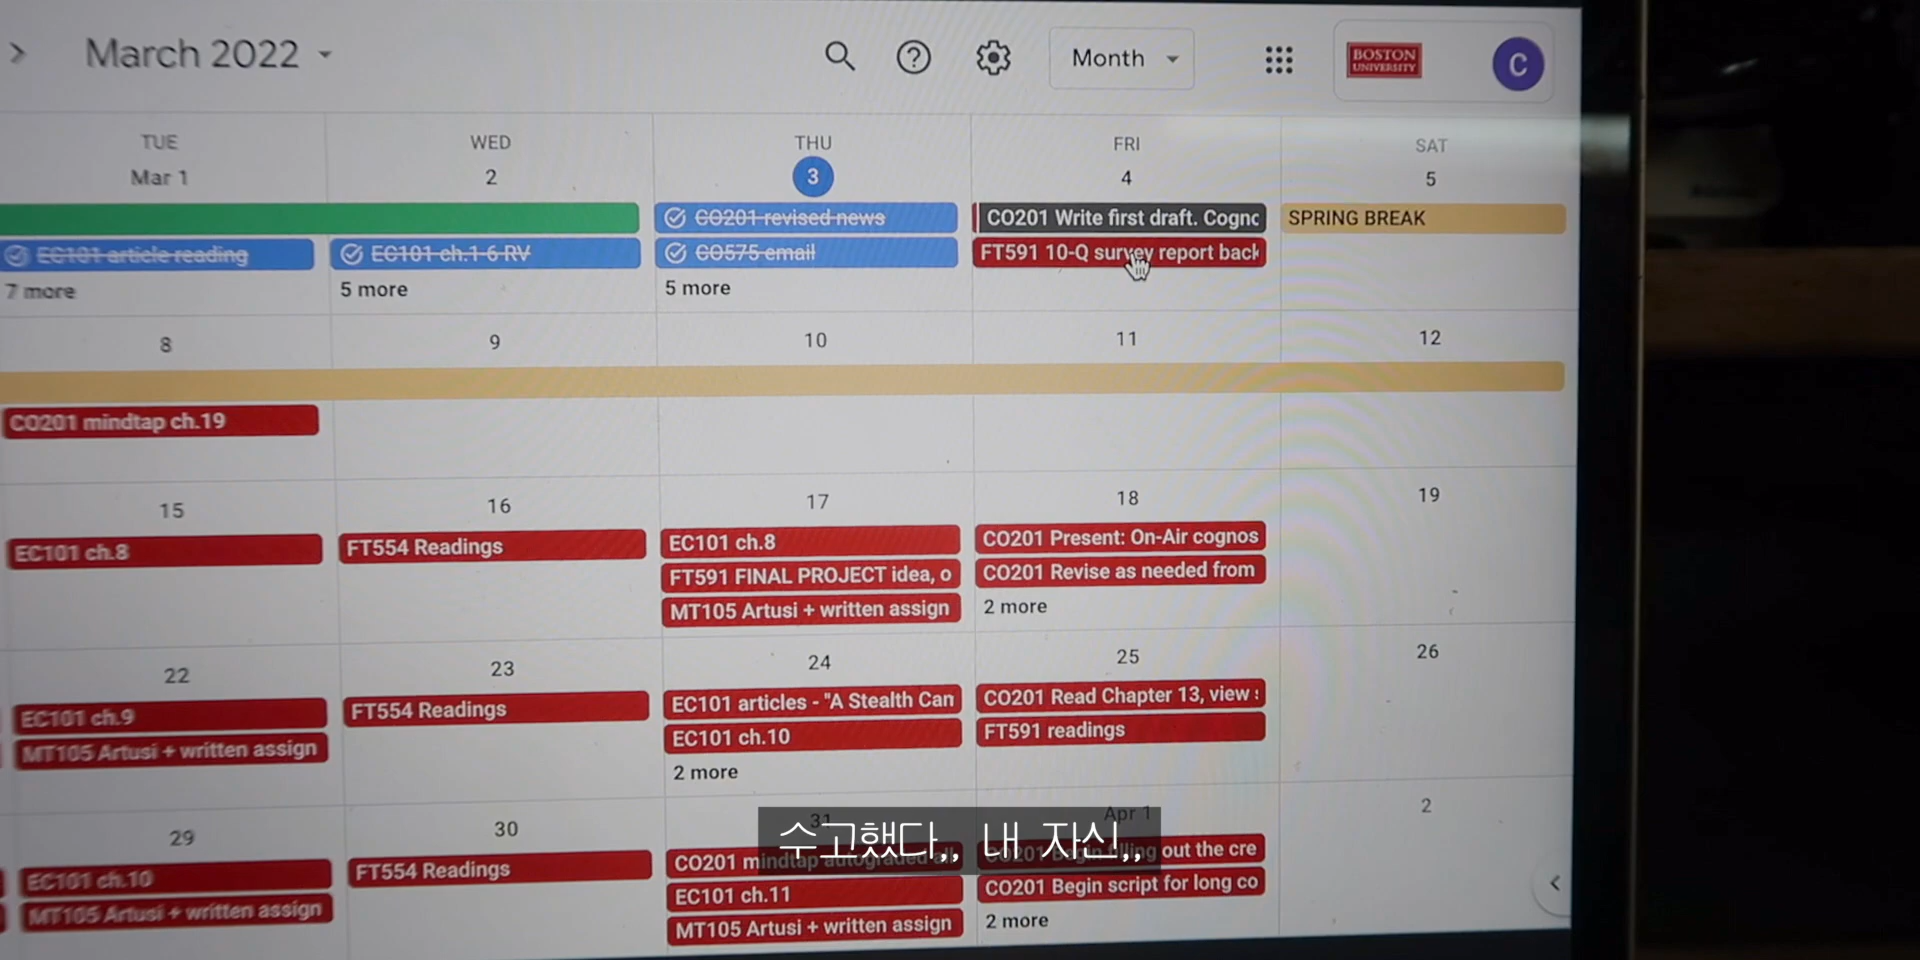 March 2022
Month
BOSTON
UNIVERSITY
C
TUE
WED
THU
FRI
SAT
Mar 1
2
3
4
5
CO201 revised news
CO201 Write first draft. Cognc
SPRING BREAK
EC101 article reading
EC101 ch.1-6 RV
CO575 email
FT591 10-Q survey report back
7 more
5 more
5 more
8
9
10
11
12
CO201 mindtap ch.19
15
16
17
18
19
EC101 ch.8
FT554 Readings
EC101 ch.8
CO201 Present: On-Air cognos
FT591 FINAL PROJECT idea, o
CO201 Revise as needed from
MT105 Artusi + written assign
2 more
22
23
24
25
26
EC101 ch.9
FT554 Readings
EC101 articles - "A Stealth Can
CO201 Read Chapter 13, view
MT105 Artusi + written assign
EC101 ch.10
FT591 readings
2 more
29
30
31
Apr 1
2
EC101 ch.10
FT554 Readings
CO201 mindtap autograded
CO201 Begin filling out the cre
MT105 Artusi + written assign
EC101 ch.11
CO201 Begin script for long co
MT105 Artusi + written assign
2 more
수고했다,, 내 자신,,